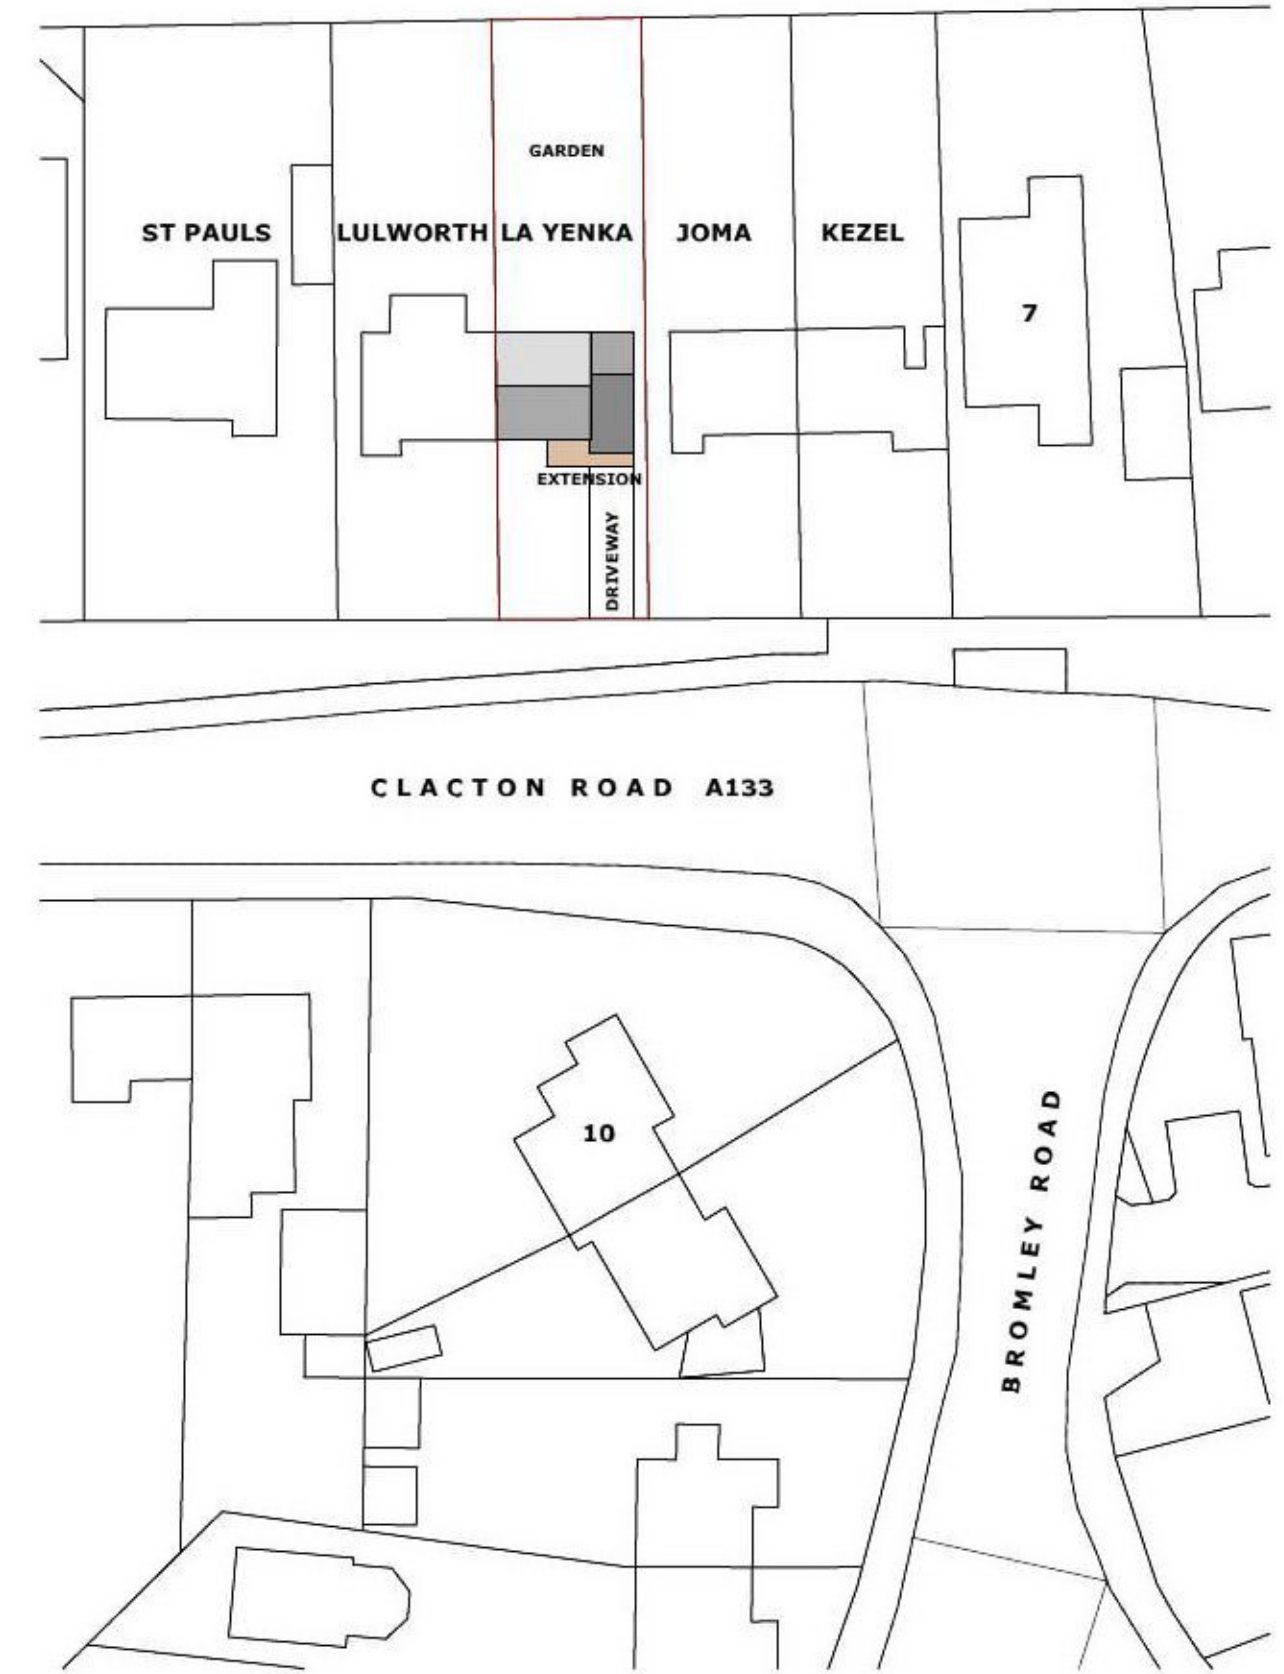 GARDEN
ST PAULS
LULWORTH
LA YENKA
JOMA
KEZEL
7
EXTENSION
DRIVEWAY
CLACTON ROAD A133
10
BROMLEY ROAD